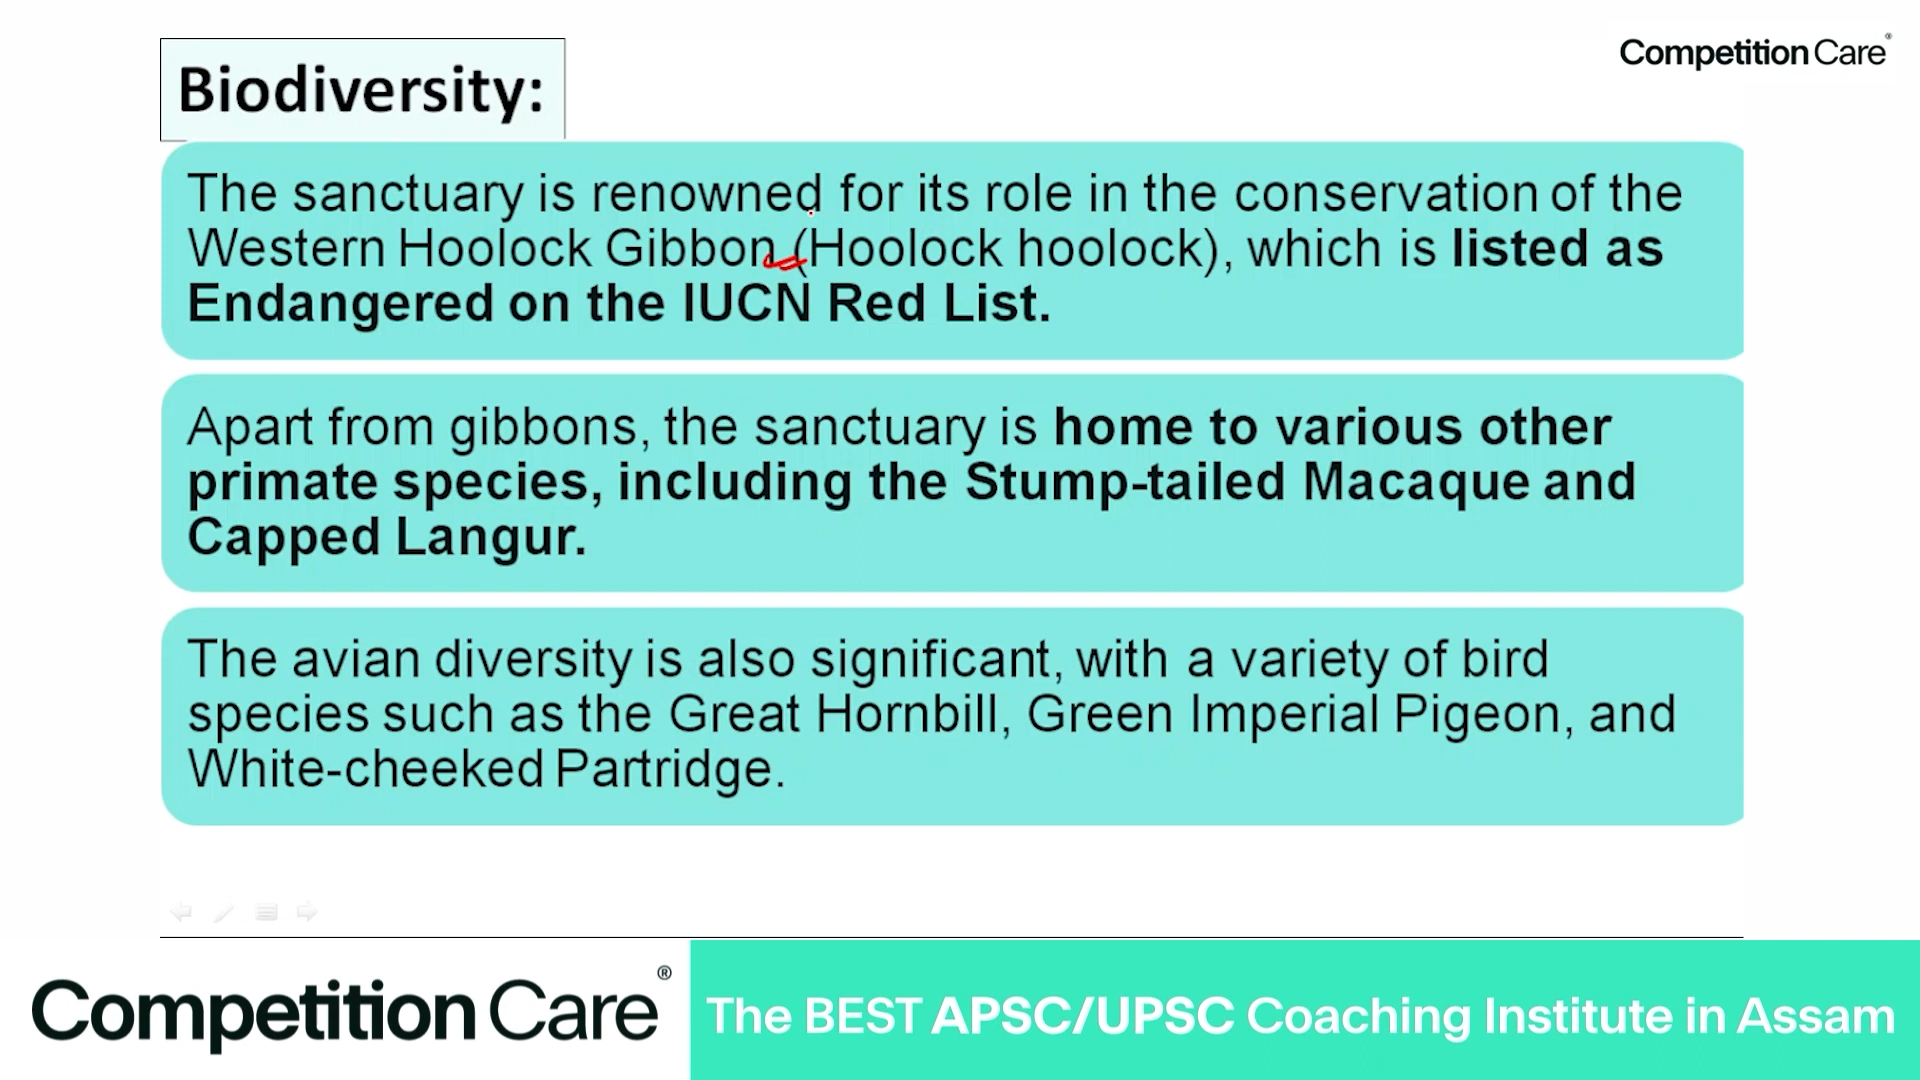 Competition Care®
Biodiversity:
The sanctuary is renowned for its role in the conservation of the
Western Hoolock Gibbon (Hoolock hoolock), which is listed as
Endangered on the IUCN Red List.
Apart from gibbons, the sanctuary is home to various other
primate species, including the Stump-tailed Macaque and
Capped Langur.
The avian diversity is also significant, with a variety of bird
species such as the Great Hornbill, Green Imperial Pigeon, and
White-cheeked Partridge.
Competition Care®
The BEST APSC/UPSC Coaching Institute in Assam